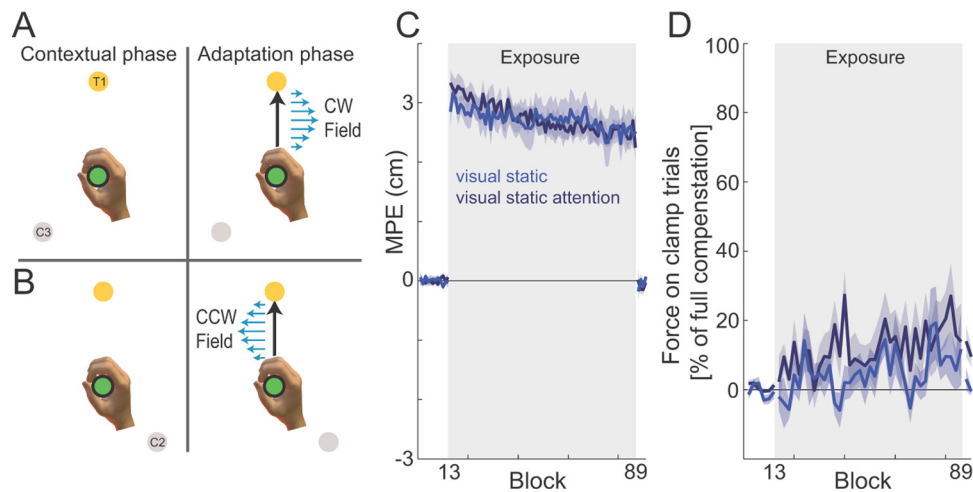 A
Contextual phase
Adaptation phase
T1
CW
Field
C3
B
CCW
Field
C2
C
Exposure
3
visual static
visual static attention
MPE (cm)
0
-3
13
89
Block
D
100
Exposure
80
60
40
20
0
Force on clamp trials
[% of full compenstation]
13
89
Block